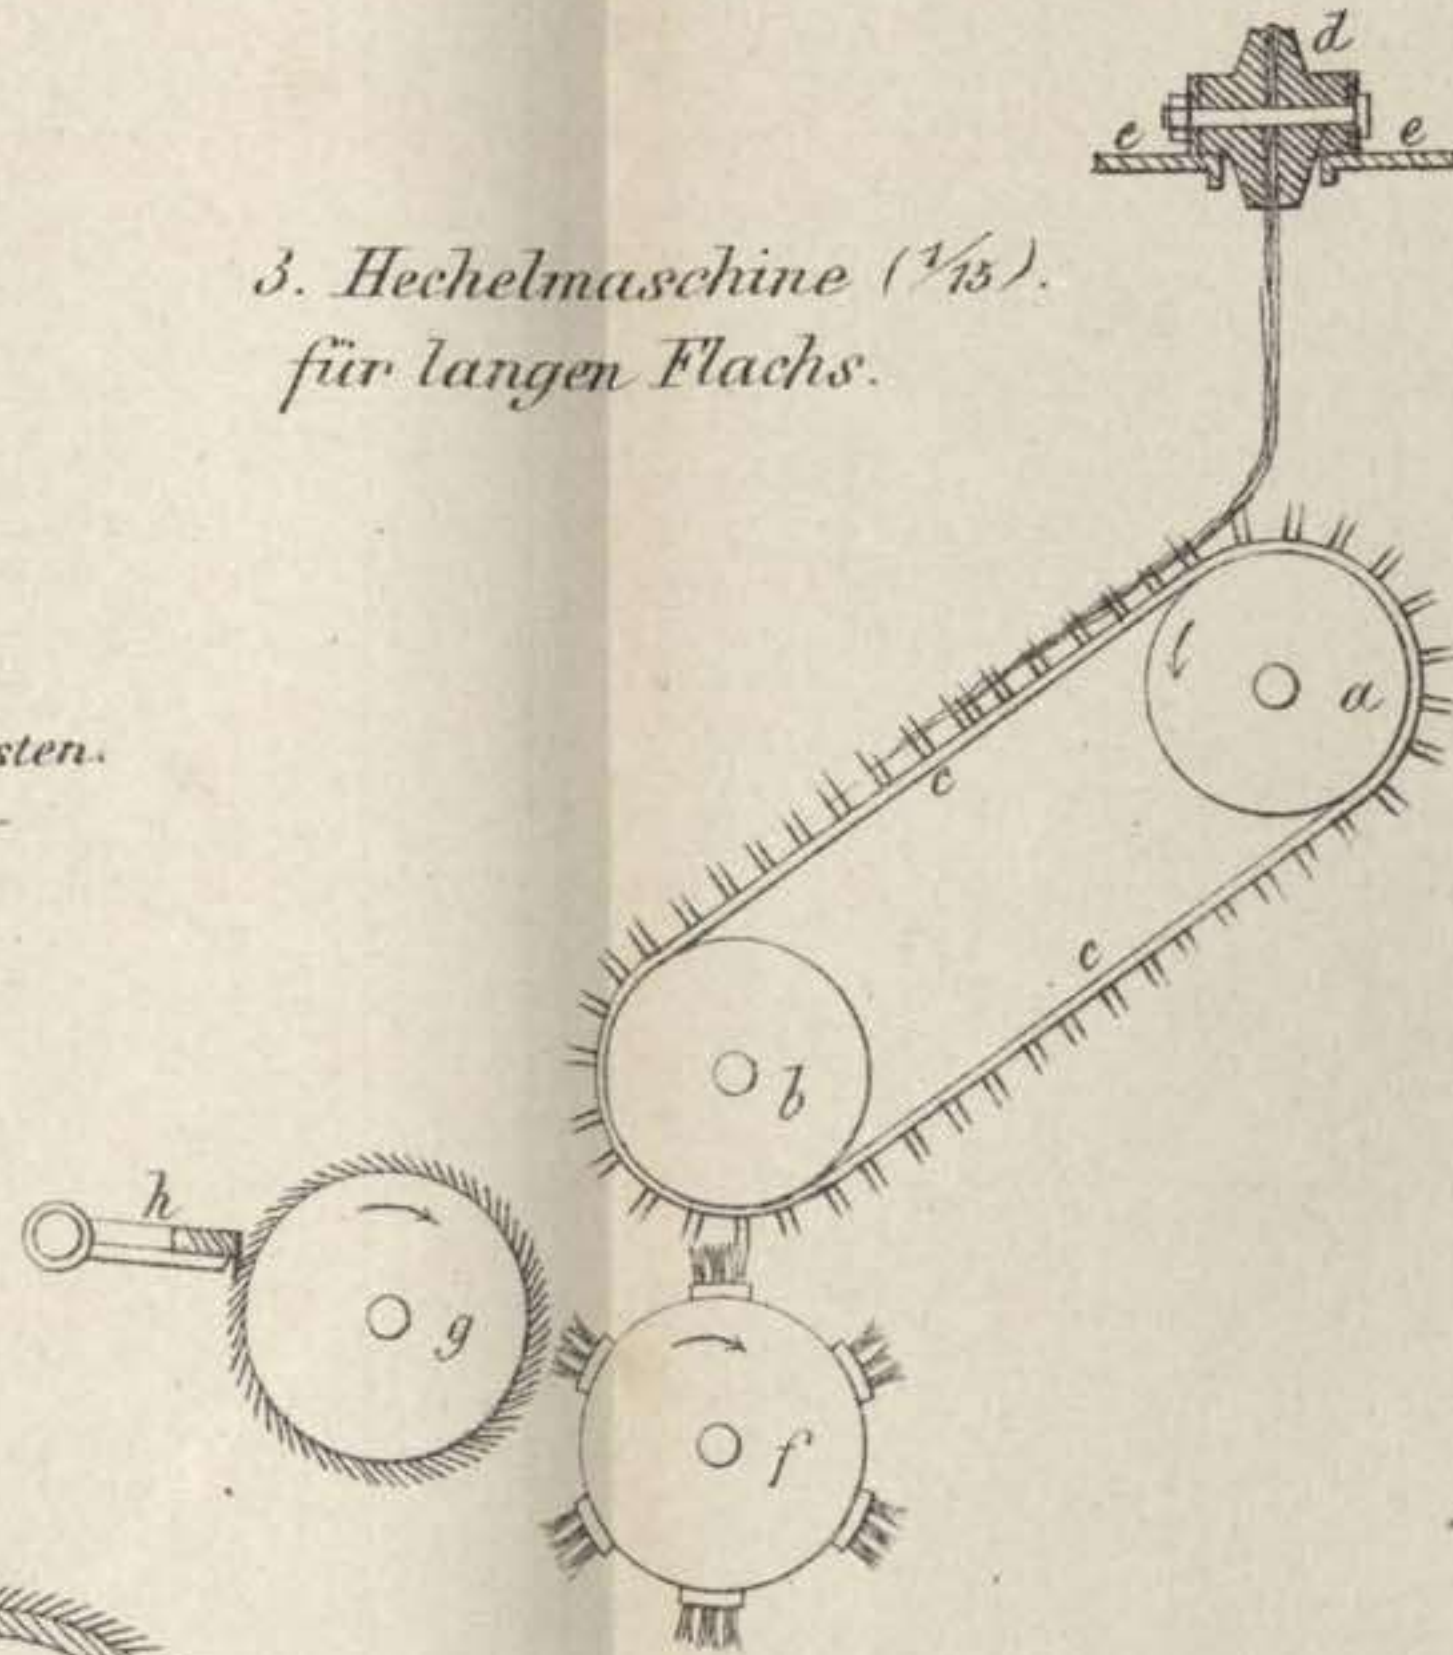 d
e e
3. Hechelmaschine (1/15).
für langen Flachs.
a
sten.
c
c
b
h
g
f